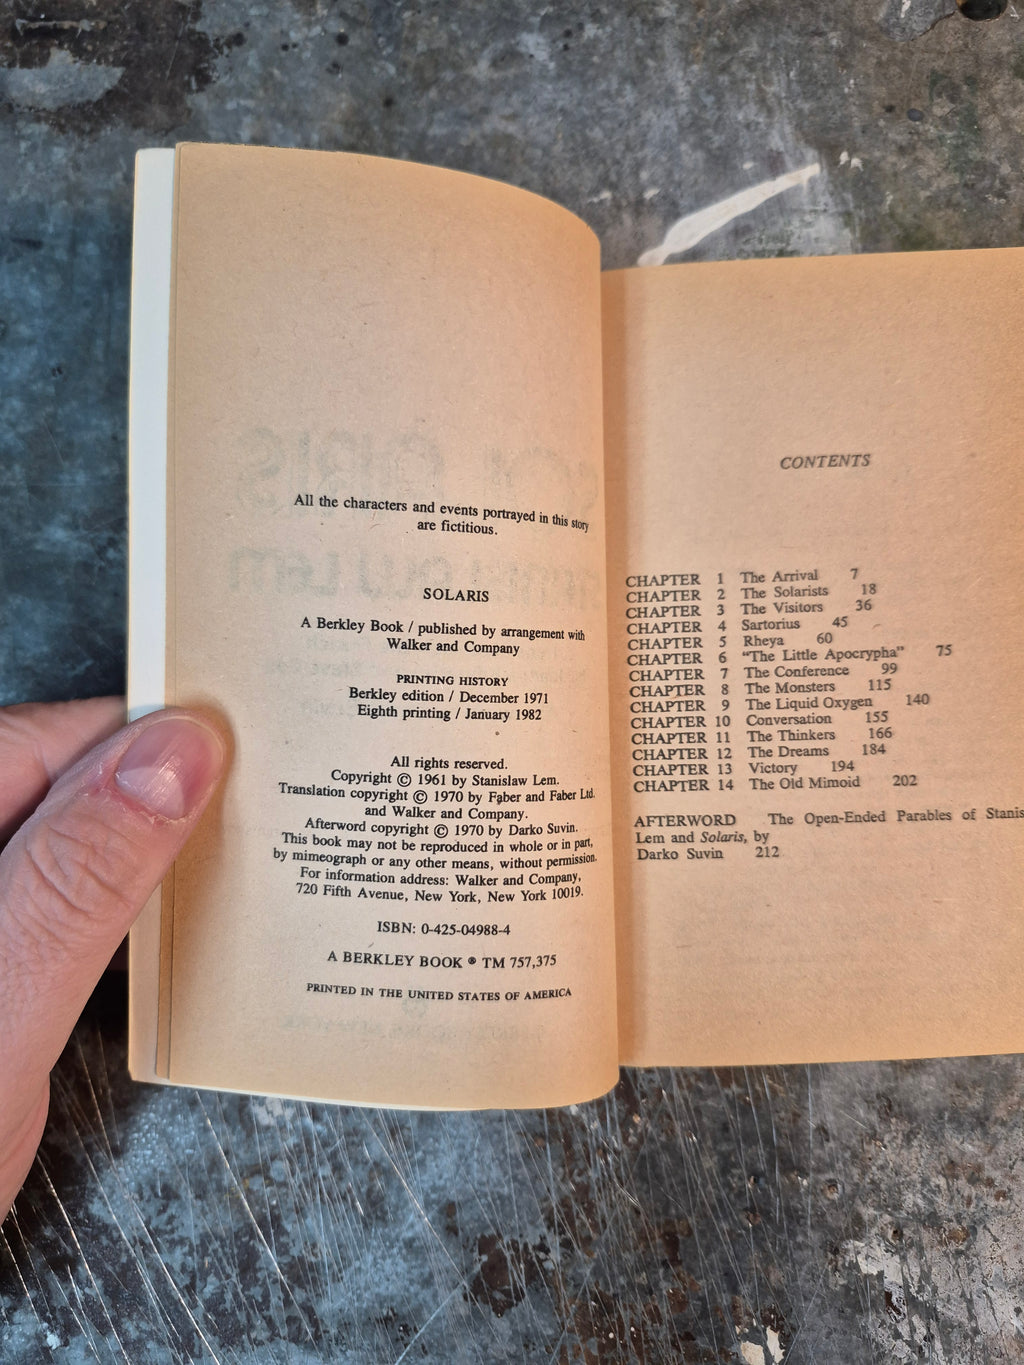 All the characters and events portrayed in this story
are fictitious.
SOLARIS
A Berkley Book / published by arrangement with
Walker and Company
PRINTING HISTORY
Berkley edition / December 1971
Eighth printing / January 1982
All rights reserved.
Copyright © 1961 by Stanislaw Lem.
Translation copyright © 1970 by Faber and Faber Ltd.
and Walker and Company.
Afterword copyright © 1970 by Darko Suvin.
This book may not be reproduced in whole or in part,
by mimeograph or any other means, without permission.
For information address: Walker and Company,
720 Fifth Avenue, New York, New York 10019.
ISBN: 0-425-04988-4
A BERKLEY BOOK ® TM 757,375
PRINTED IN THE UNITED STATES OF AMERICA
CONTENTS
CHAPTER 1 The Arrival 7
CHAPTER 2 The Solarists 18
CHAPTER 3 The Visitors 36
CHAPTER 4 Sartorius 45
CHAPTER 5 Rheya 60
CHAPTER 6 “The Little Apocrypha” 75
CHAPTER 7 The Conference 99
CHAPTER 8 The Monsters 115
CHAPTER 9 The Liquid Oxygen 140
CHAPTER 10 Conversation 155
CHAPTER 11 The Thinkers 166
CHAPTER 12 The Dreams 184
CHAPTER 13 Victory 194
CHAPTER 14 The Old Mimoid 202
AFTERWORD The Open-Ended Parables of Stanis
Lem and Solaris, by
Darko Suvin 212